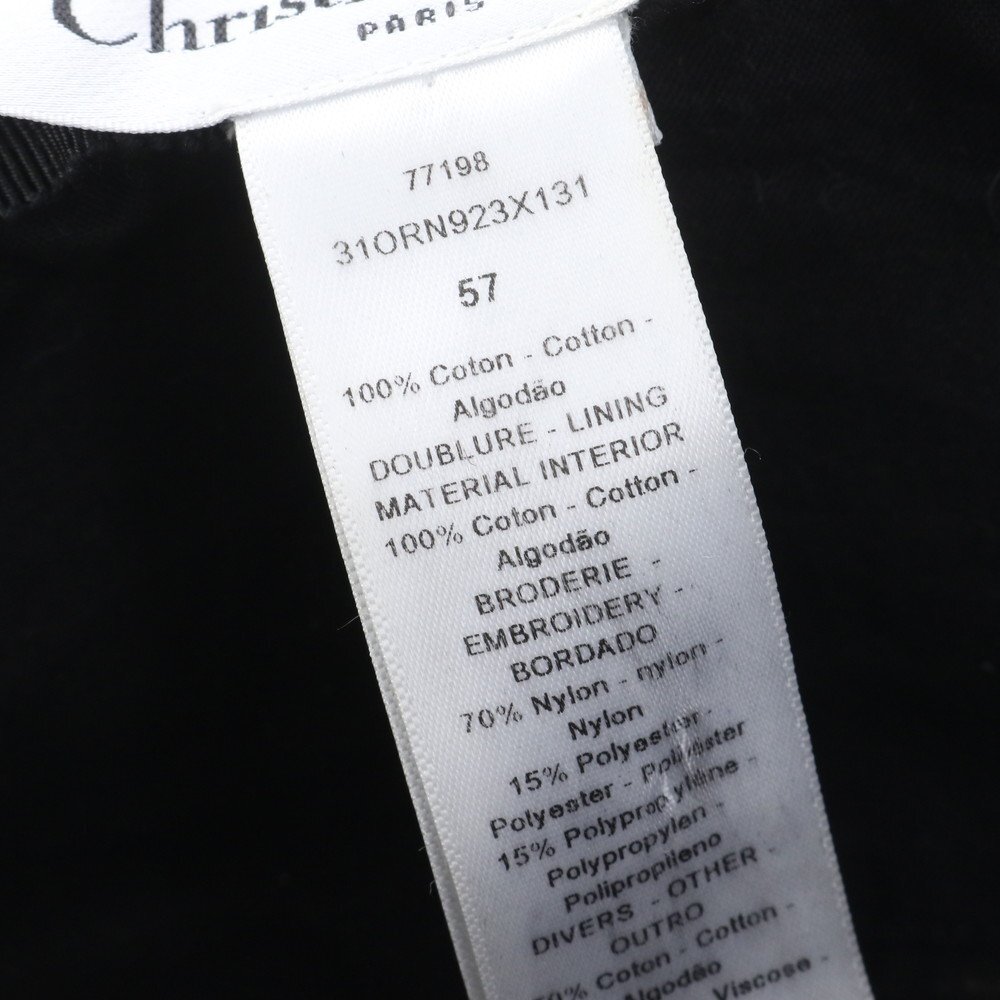 PARIS
77198
31ORN923X131
57
100% Coton - Cotton -
Algodão
DOUBLURE - LINING
MATERIAL INTERIOR
100% Coton - Cotton -
Algodão
BRODERIE -
EMBROIDERY -
BORDADO
70% Nylon - nylon -
Nylon
15% Polyester -
Polyester - Poliéster
15% Polypropylène -
Polypropylen -
Polipropileno
DIVERS - OTHER -
OUTRO
Coton - Cotton -
Algodão
Viscose -